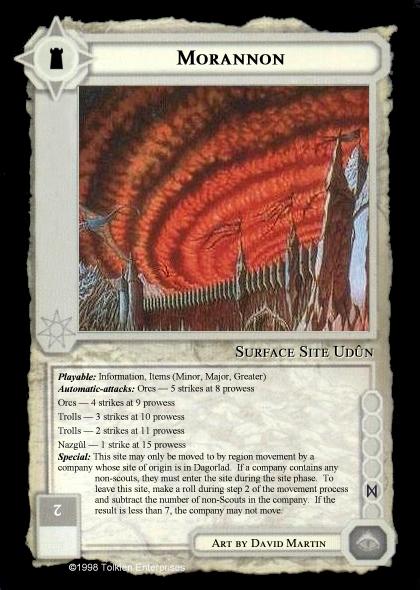 MORANNON
SURFACE SITE UDÛN
Playable: Information, Items (Minor, Major, Greater)
Automatic-attacks: Orcs — 5 strikes at 8 prowess
Orcs — 4 strikes at 9 prowess
Trolls — 3 strikes at 10 prowess
Trolls — 2 strikes at 11 prowess
Nazgûl — 1 strike at 15 prowess
Special: This site may only be moved to by region movement by a
company whose site of origin is in Dagorlad. If a company contains any
non-scouts, they must enter the site during the site phase. To
leave this site, make a roll during step 2 of the movement process
and subtract the number of non-Scouts in the company. If the
result is less than 7, the company may not move.
2
ART BY DAVID MARTIN
©1998 Tolkien Enterprises